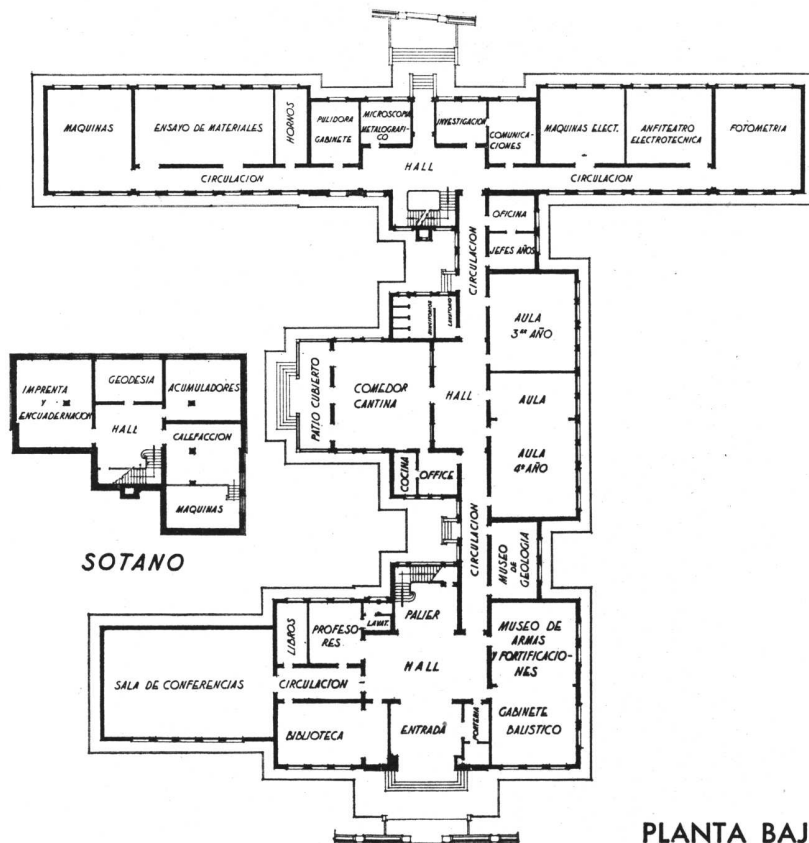 MAQUINAS
ENSAYO DE MATERIALES
HORNOS
PULIDORA
GABINETE
MICROSCOPIA
METALOGRAFI-
CO
INVESTIGACION
COMUNICA-
CIONES
MAQUINAS ELECT.
ANFITEATRO
ELECTROTECNICA
FOTOMETRIA
HALL
CIRCULACION
CIRCULACION
OFICINA
JEFES AÑOS
CIRCULACION
LAVATORIO
AULA
3ER AÑO
PATIO CUBIERTO
COMEDOR
CANTINA
HALL
AULA
AULA
4º AÑO
COCINA
OFFICE
CIRCULACION
MUSEO
DE
GEOLOGIA
IMPRENTA
Y
ENCUADERNACION
GEODESIA
ACUMULADORES
HALL
CALEFACCION
MAQUINAS
SOTANO
LIBROS
PROFESO-
RES
LAVAT.
PALIER
HALL
MUSEO DE
ARMAS
Y FORTIFICACIO-
NES
SALA DE CONFERENCIAS
CIRCULACION
BIBLIOTECA
ENTRADA
PORTERIA
GABINETE
BALISTICO
PLANTA BAJ